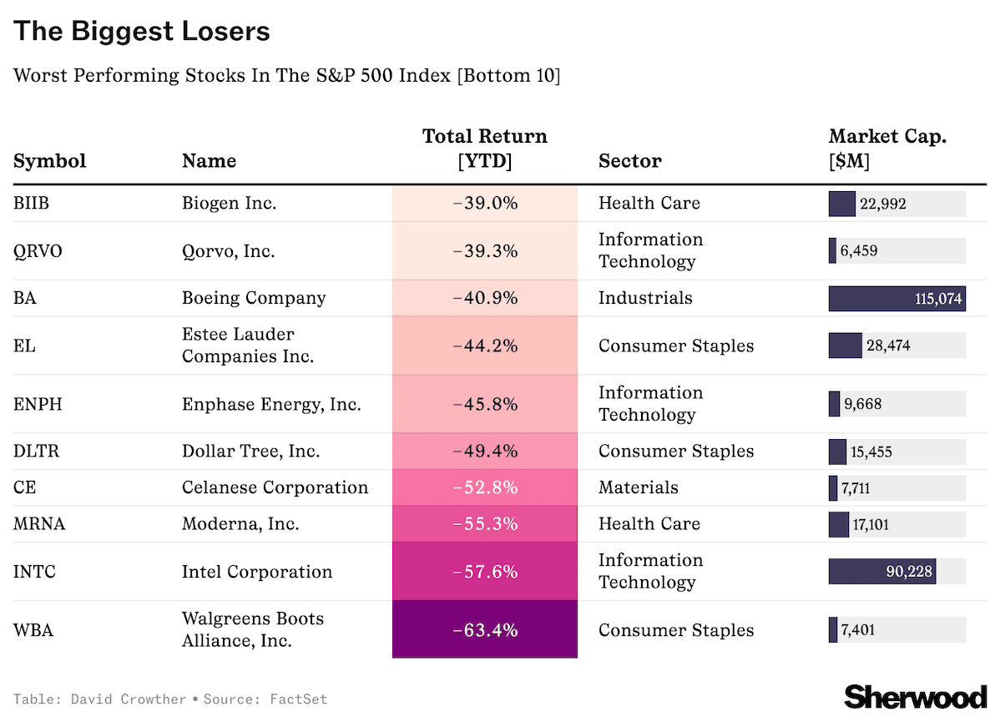 The Biggest Losers
Worst Performing Stocks In The S&P 500 Index [Bottom 10]
Total Return
Market Cap.
Symbol Name [YTD] Sector [$M]
BIIB Biogen Inc. −39.0% Health Care 22,992
Information
QRVO Qorvo, Inc. −39.3% 6,459
Technology
BA Boeing Company −40.9% Industrials 115,074
Estee Lauder
EL −44.2% Consumer Staples 28,474
Companies Inc.
Information
ENPH Enphase Energy, Inc. −45.8% 9,668
Technology
DLTR Dollar Tree, Inc. −49.4% Consumer Staples 15,455
CE Celanese Corporation −52.8% Materials 7,711
MRNA Moderna, Inc. −55.3% Health Care 17,101
Information
INTC Intel Corporation −57.6% 90,228
Technology
Walgreens Boots
WBA −63.4% Consumer Staples 7,401
Alliance, Inc.
Table: David Crowther • Source: FactSet
Sherwood